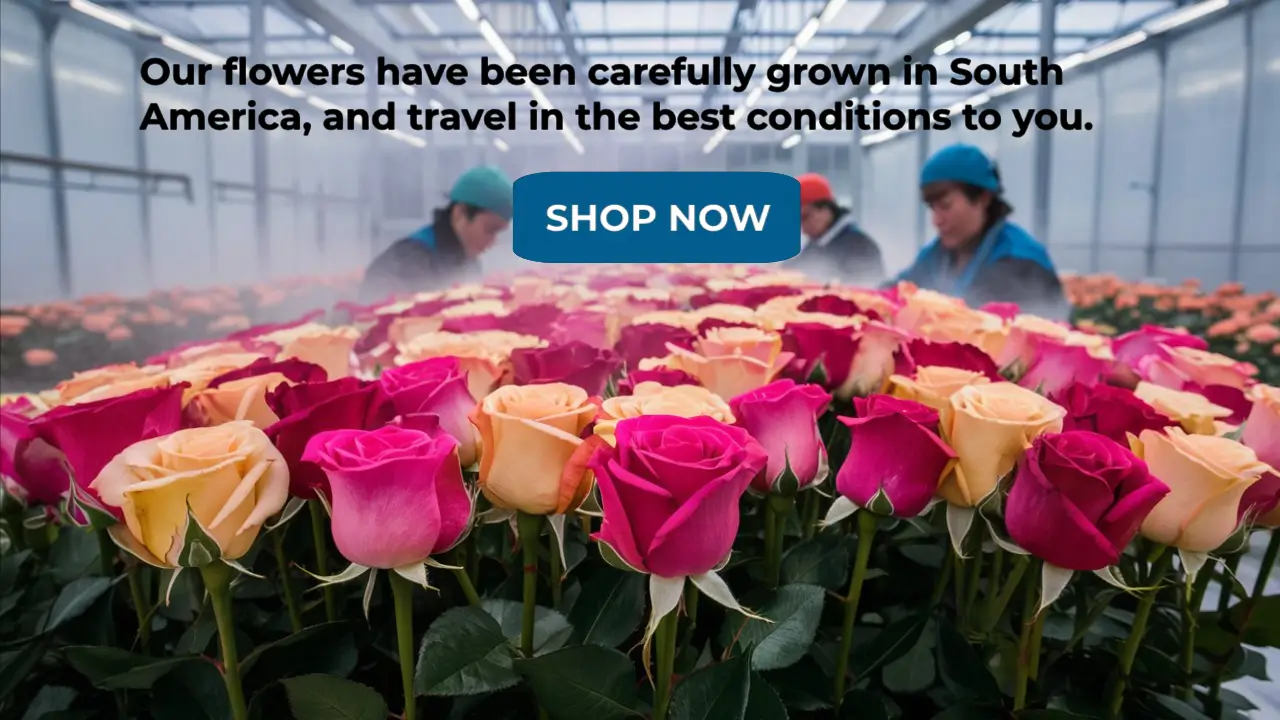 Our flowers have been carefully grown in South
America, and travel in the best conditions to you.
SHOP NOW